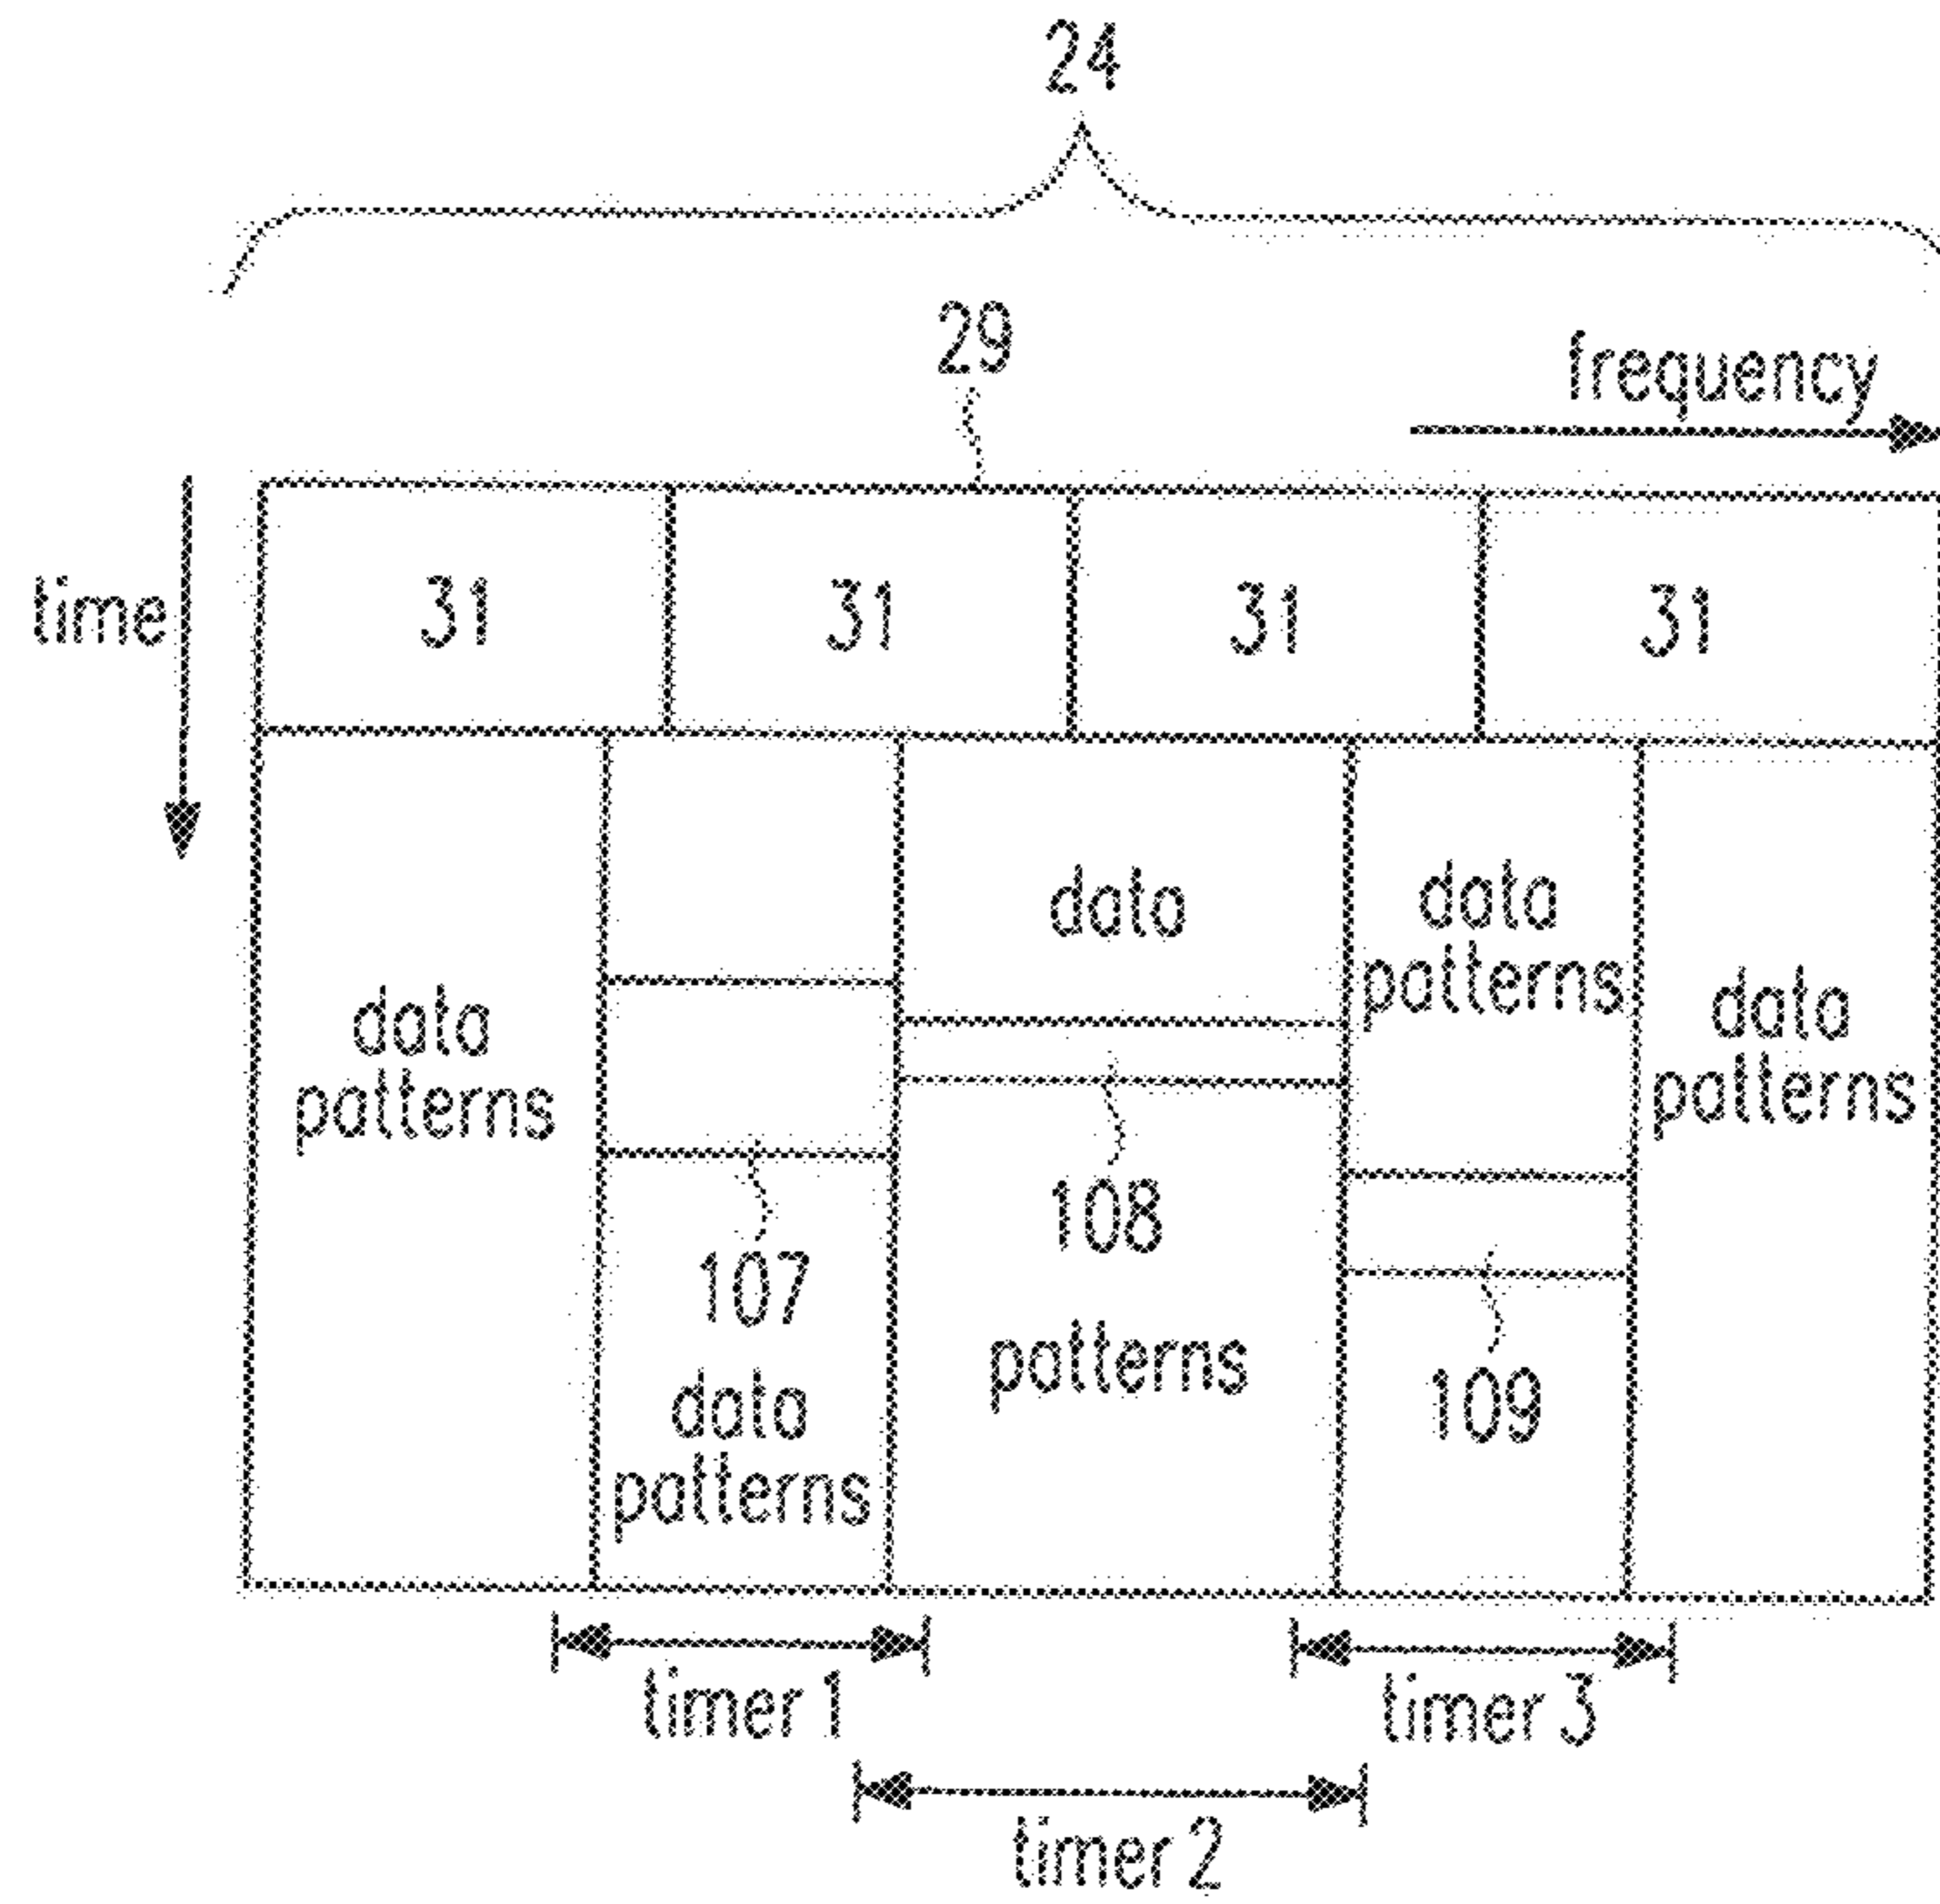 24
29
frequency
time
31 31 31 31
data
data
patterns
data
patterns
data
patterns
107
data
patterns
108
patterns
109
timer 1
timer 3
timer 2